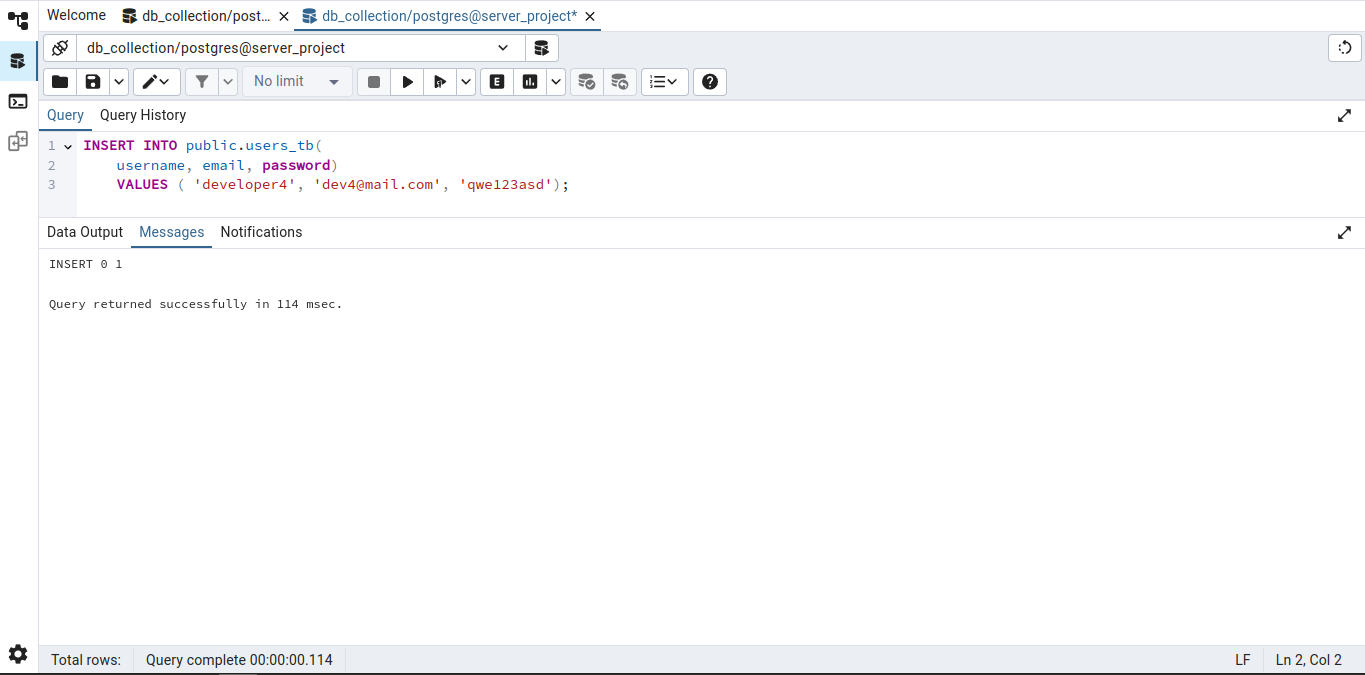 Welcome db_collection/post... db_collection/postgres@server_project*
db_collection/postgres@server_project
No limit E
Query Query History
1 INSERT INTO public.users_tb(
2 username, email, password)
3 VALUES ( 'developer4', 'dev4@mail.com', 'qwe123asd');
Data Output Messages Notifications
INSERT 0 1
Query returned successfully in 114 msec.
Total rows: Query complete 00:00:00.114 LF Ln 2, Col 2